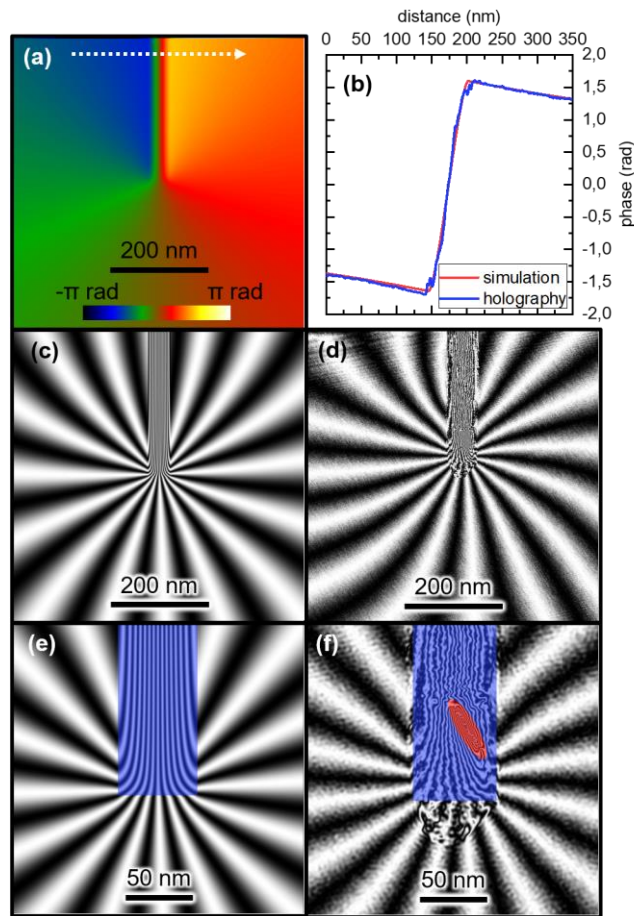 (a)
200 nm
-π rad
π rad
distance (nm)
0 50 100 150 200 250 300 350
(b)
2,0
1,5
1,0
0,5
0,0
-0,5
-1,0
-1,5
-2,0
phase (rad)
simulation
holography
(c)
200 nm
(d)
200 nm
(e)
50 nm
(f)
50 nm